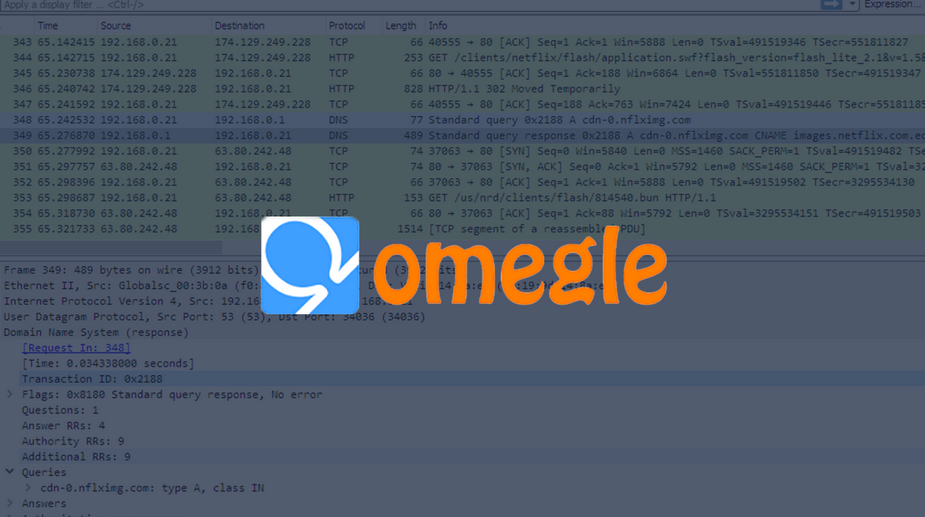 Apply a display filter ... <Ctrl-/>
Expression...
Time Source Destination Protocol Length Info
343 65.142415 192.168.0.21 174.129.249.228 TCP 66 40555 → 80 [ACK] Seq=1 Ack=1 Win=5888 Len=0 TSval=491519346 TSecr=551811827
344 65.142715 192.168.0.21 174.129.249.228 HTTP 253 GET /clients/netflix/flash/application.swf?flash_version=flash_lite_2.1&v=1.5
345 65.230738 174.129.249.228 192.168.0.21 TCP 66 80 → 40555 [ACK] Seq=1 Ack=188 Win=6864 Len=0 TSval=551811850 TSecr=491519347
346 65.240742 174.129.249.228 192.168.0.21 HTTP 828 HTTP/1.1 302 Moved Temporarily
347 65.241592 192.168.0.21 174.129.249.228 TCP 66 40555 → 80 [ACK] Seq=188 Ack=763 Win=7424 Len=0 TSval=491519446 TSecr=5518118
348 65.242532 192.168.0.21 192.168.0.1 DNS 77 Standard query 0x2188 A cdn-0.nflximg.com
349 65.276870 192.168.0.1 192.168.0.21 DNS 489 Standard query response 0x2188 A cdn-0.nflximg.com CNAME images.netflix.com.ed
350 65.277992 192.168.0.21 63.80.242.48 TCP 74 37063 → 80 [SYN] Seq=0 Win=5840 Len=0 MSS=1460 SACK_PERM=1 TSval=491519482 TSec
351 65.297757 63.80.242.48 192.168.0.21 TCP 74 80 → 37063 [SYN, ACK] Seq=0 Ack=1 Win=5792 Len=0 MSS=1460 SACK_PERM=1 TSval=32
352 65.298396 192.168.0.21 63.80.242.48 TCP 66 37063 → 80 [ACK] Seq=1 Ack=1 Win=5888 Len=0 TSval=491519502 TSecr=3295534130
353 65.298687 192.168.0.21 63.80.242.48 HTTP 153 GET /us/nrd/clients/flash/814540.bun HTTP/1.1
354 65.318730 63.80.242.48 192.168.0.21 TCP 66 80 → 37063 [ACK] Seq=1 Ack=88 Win=5792 Len=0 TSval=3295534151 TSecr=491519503
355 65.321733 63.80.242.48 192.168.0.21 TCP 1514 [TCP segment of a reassemble PDU]
omegle
Frame 349: 489 bytes on wire (3912 bits)
Ethernet II, Src: Globalsc_00:3b:0a
Internet Protocol Version 4, Src:
User Datagram Protocol, Src Port: 53 (53), Dst Port: 34036 (34036)
Domain Name System (response)
[Request In: 348]
[Time: 0.034338000 seconds]
Transaction ID: 0x2188
Flags: 0x8180 Standard query response, No error
Questions: 1
Answer RRs: 4
Authority RRs: 9
Additional RRs: 9
Queries
cdn-0.nflximg.com: type A, class IN
Answers